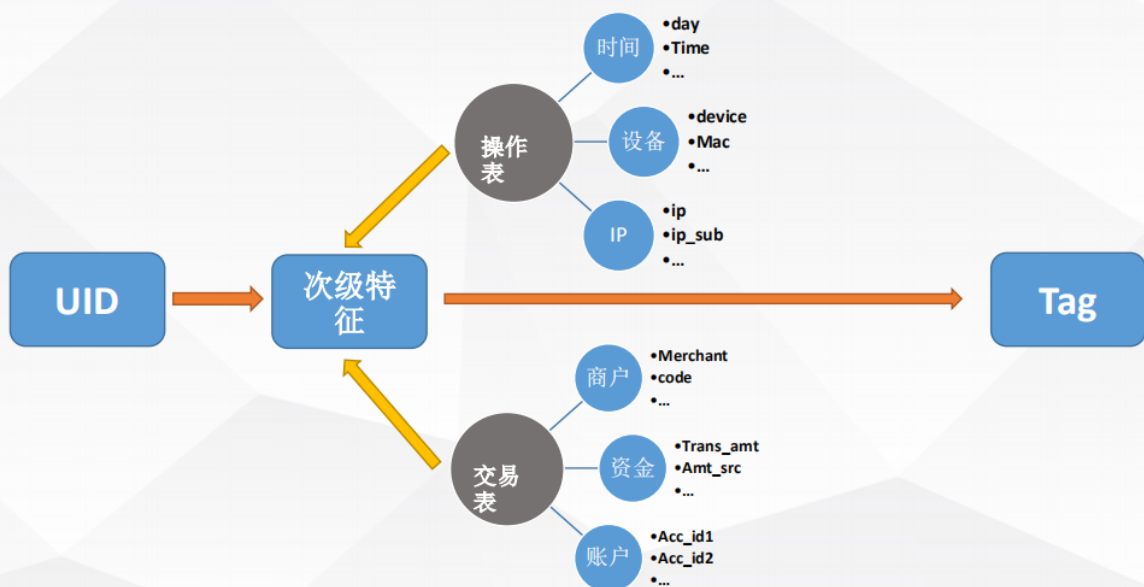 时间
•day
•Time
•...
操作
表
设备
•device
•Mac
•...
IP
•ip
•ip_sub
•...
UID
次级特
征
Tag
商户
•Merchant
•code
•...
交易
表
资金
•Trans_amt
•Amt_src
•...
账户
•Acc_id1
•Acc_id2
•...